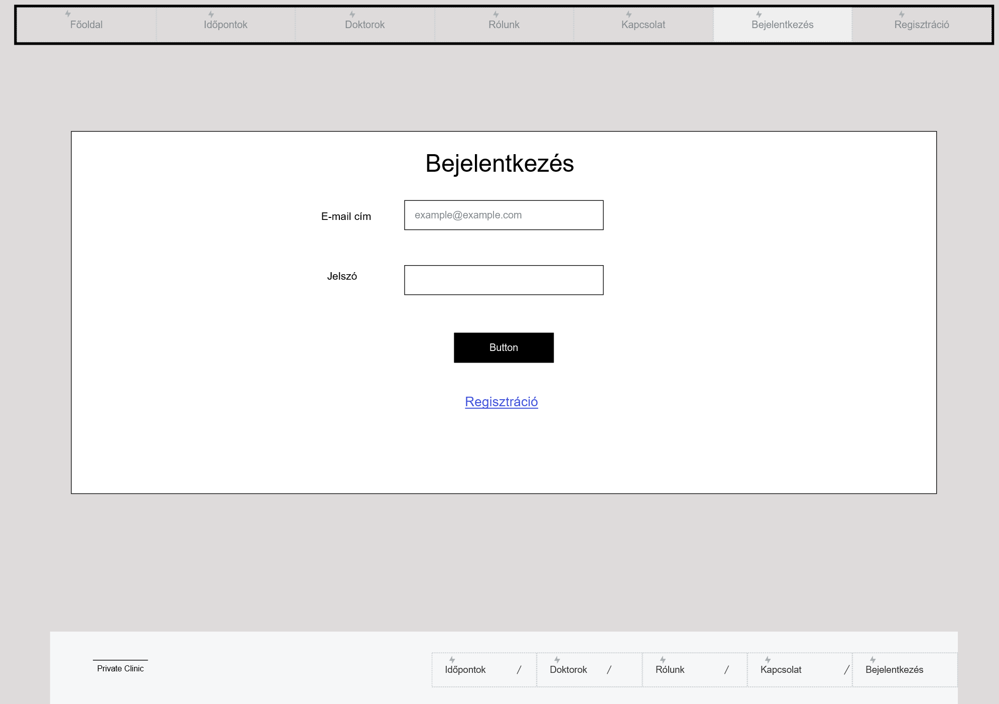 Főoldal Időpontok Doktorok Rólunk Kapcsolat Bejelentkezés Regisztráció
Bejelentkezés
E-mail cím example@example.com
Jelszó
Button
Regisztráció
Private Clinic Időpontok / Doktorok / Rólunk / Kapcsolat / Bejelentkezés